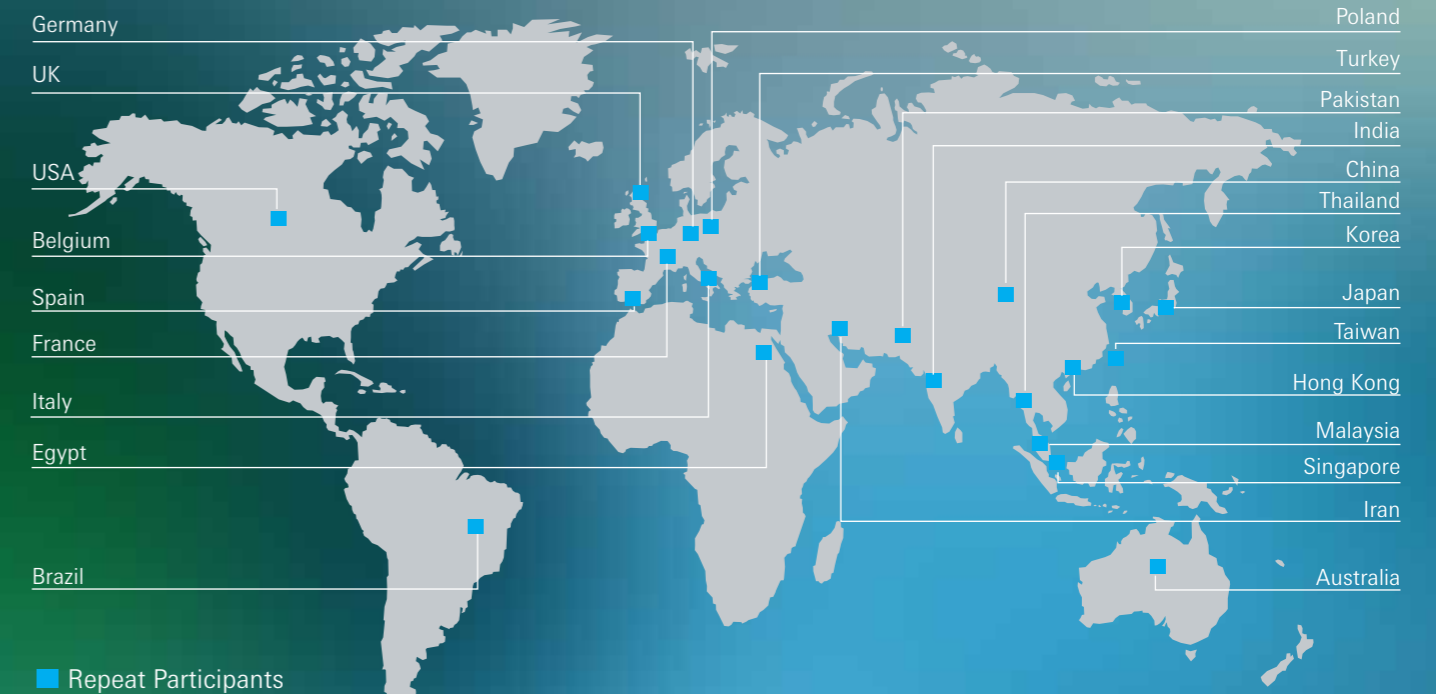 Germany
UK
USA
Belgium
Spain
France
Italy
Egypt
Brazil
Poland
Turkey
Pakistan
India
China
Thailand
Korea
Japan
Taiwan
Hong Kong
Malaysia
Singapore
Iran
Australia
Repeat Participants